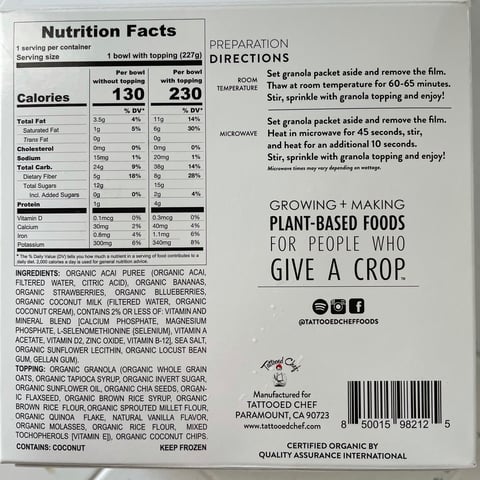 Nutrition Facts
1 serving per container
Serving size 1 bowl with topping (227g)
Per bowl without topping Per bowl with topping
Calories 130 230
% DV* % DV*
Total Fat 3.5g 4% 11g 14%
Saturated Fat 1g 5% 6g 30%
Trans Fat 0g 0g
Cholesterol 0mg 0% 0mg 0%
Sodium 15mg 1% 20mg 1%
Total Carb. 24g 9% 38g 14%
Dietary Fiber 5g 18% 8g 28%
Total Sugars 12g 15g
Incl. Added Sugars 0g 0% 2g 4%
Protein 1g 4g
Vitamin D 0.1mcg 0% 0.3mcg 0%
Calcium 30mg 2% 40mg 4%
Iron 0.8mg 4% 1.1mg 6%
Potassium 300mg 6% 340mg 8%
* The % Daily Value (DV) tells you how much a nutrient in a serving of food contributes to a
daily diet. 2,000 calories a day is used for general nutrition advice.
INGREDIENTS: ORGANIC ACAI PUREE (ORGANIC ACAI,
FILTERED WATER, CITRIC ACID), ORGANIC BANANAS,
ORGANIC STRAWBERRIES, ORGANIC BLUEBERRIES,
ORGANIC COCONUT MILK (FILTERED WATER, ORGANIC
COCONUT CREAM), CONTAINS 2% OR LESS OF: VITAMIN AND
MINERAL BLEND [CALCIUM PHOSPHATE, MAGNESIUM
PHOSPHATE, L-SELENOMETHIONINE (SELENIUM), VITAMIN A
ACETATE, VITAMIN D2, ZINC OXIDE, VITAMIN B-12], SEA SALT,
ORGANIC SUNFLOWER LECITHIN, ORGANIC LOCUST BEAN
GUM, GELLAN GUM).
TOPPING: ORGANIC GRANOLA (ORGANIC WHOLE GRAIN
OATS, ORGANIC TAPIOCA SYRUP, ORGANIC INVERT SUGAR,
ORGANIC SUNFLOWER OIL, ORGANIC CHIA SEEDS, ORGAN-
IC FLAXSEED, ORGANIC BROWN RICE SYRUP, ORGANIC
BROWN RICE FLOUR, ORGANIC SPROUTED MILLET FLOUR,
ORGANIC QUINOA FLAKE, NATURAL VANILLA FLAVOR,
ORGANIC MOLASSES, ORGANIC RICE FLOUR, MIXED
TOCHOPHEROLS [VITAMIN E]), ORGANIC COCONUT CHIPS.
CONTAINS: COCONUT KEEP FROZEN
PREPARATION
DIRECTIONS
ROOM
TEMPERATURE
Set granola packet aside and remove the film.
Thaw at room temperature for 60-65 minutes.
Stir, sprinkle with granola topping and enjoy!
MICROWAVE
Set granola packet aside and remove the film.
Heat in microwave for 45 seconds, stir,
and heat for an additional 10 seconds.
Stir, sprinkle with granola topping and enjoy!
Microwave times may vary depending on wattage.
GROWING + MAKING
PLANT-BASED FOODS
FOR PEOPLE WHO
GIVE A CROP™
@TATTOOEDCHEFFOODS
Tattooed Chef
Manufactured for
TATTOOED CHEF
PARAMOUNT, CA 90723
www.tattooedchef.com
8 50015 98212 5
CERTIFIED ORGANIC BY
QUALITY ASSURANCE INTERNATIONAL